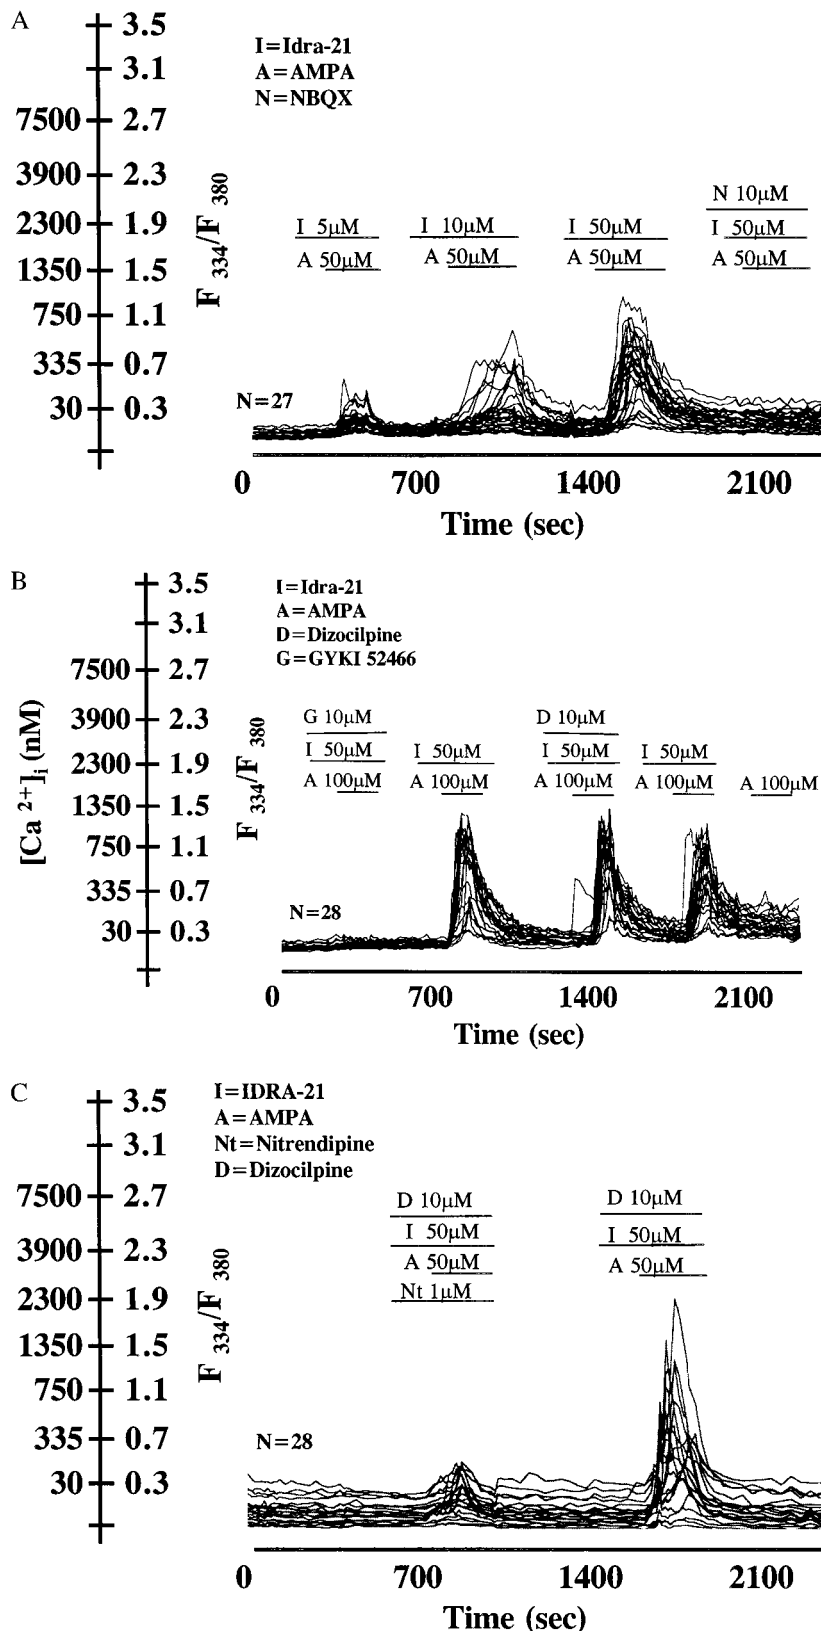 A
3.5
3.1
7500 2.7
3900 2.3
2300 1.9
1350 1.5
750 1.1
335 0.7
30 0.3
F 334/F 380
I=Idra-21
A=AMPA
N=NBQX
N 10µM
I 5µM I 10µM I 50µM I 50µM
A 50µM A 50µM A 50µM A 50µM
N=27
0 700 1400 2100
Time (sec)
B
3.5
3.1
7500 2.7
3900 2.3
2300 1.9
1350 1.5
750 1.1
335 0.7
30 0.3
[Ca 2+]i (nM)
F 334/F 380
I=Idra-21
A=AMPA
D=Dizocilpine
G=GYKI 52466
G 10µM D 10µM
I 50µM I 50µM I 50µM I 50µM
A 100µM A 100µM A 100µM A 100µM A 100µM
N=28
0 700 1400 2100
Time (sec)
C
3.5
3.1
7500 2.7
3900 2.3
2300 1.9
1350 1.5
750 1.1
335 0.7
30 0.3
F 334/F 380
I=IDRA-21
A=AMPA
Nt=Nitrendipine
D=Dizocilpine
D 10µM D 10µM
I 50µM I 50µM
A 50µM A 50µM
Nt 1µM
N=28
0 700 1400 2100
Time (sec)